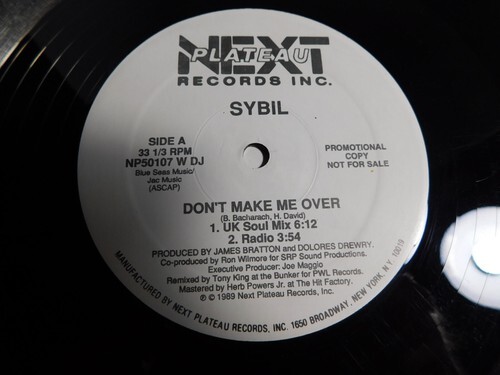 NEXT
PLATEAU
RECORDS INC.
SYBIL
SIDE A
33 1/3 RPM
NP50107 W DJ
Blue Seas Music/
Jac Music
(ASCAP)
PROMOTIONAL
COPY
NOT FOR SALE
DON'T MAKE ME OVER
(B. Bacharach, H. David)
1. UK Soul Mix 6:12
2. Radio 3:54
PRODUCED BY JAMES BRATTON AND DOLORES DREWRY.
Co-produced by Ron Wilmore for SRP Sound Productions.
Executive Producer: Joe Maggio
Remixed by Tony King at the Bunker for PWL Records.
Mastered by Herb Powers Jr. at The Hit Factory.
℗ © 1989 Next Plateau Records, Inc.
MANUFACTURED BY NEXT PLATEAU RECORDS, INC. 1650 BROADWAY, NEW YORK, N.Y. 10019